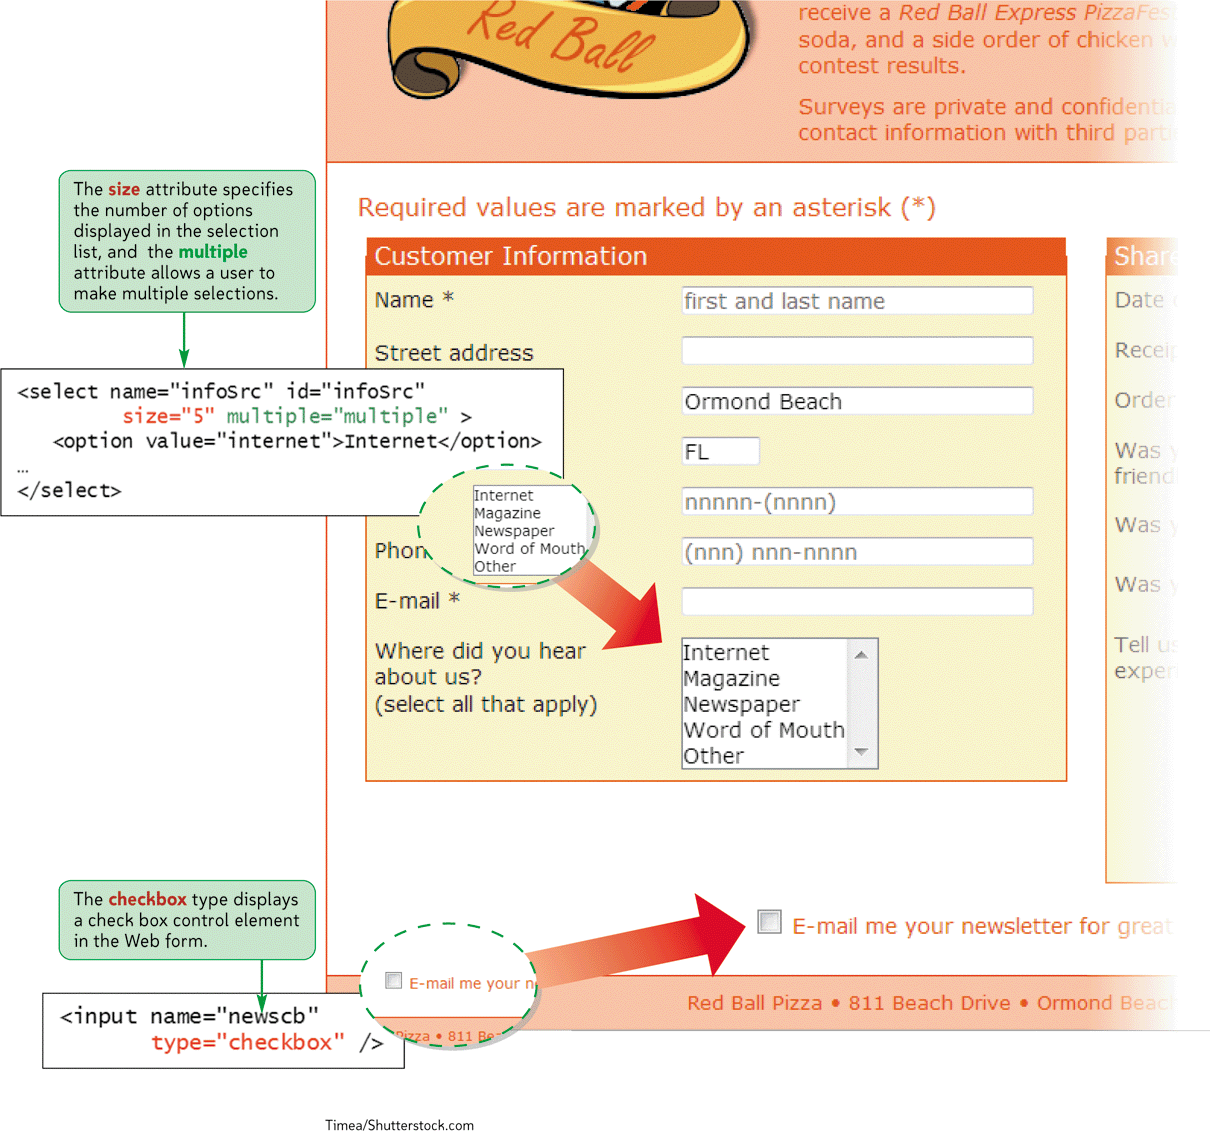 Red Ball
receive a Red Ball Express PizzaFes
soda, and a side order of chicken w
contest results.
Surveys are private and confidentia
contact information with third parti
The size attribute specifies
the number of options
displayed in the selection
list, and the multiple
attribute allows a user to
make multiple selections.
Required values are marked by an asterisk (*)
Customer Information
Name * first and last name
Street address
<select name="infoSrc" id="infoSrc"
size="5" multiple="multiple" >
<option value="internet">Internet</option>
…
</select>
Ormond Beach
FL
nnnnn-(nnnn)
Phon (nnn) nnn-nnnn
Internet
Magazine
Newspaper
Word of Mouth
Other
E-mail *
Where did you hear
about us?
(select all that apply)
Internet
Magazine
Newspaper
Word of Mouth
Other
Share
Date
Receip
Order
Was y
friend
Was y
Was y
Tell us
exper
The checkbox type displays
a check box control element
in the Web form.
<input name="newscb"
type="checkbox" />
E-mail me your n
Pizza • 811 Bea
E-mail me your newsletter for great
Red Ball Pizza • 811 Beach Drive • Ormond Beac
Timea/Shutterstock.com